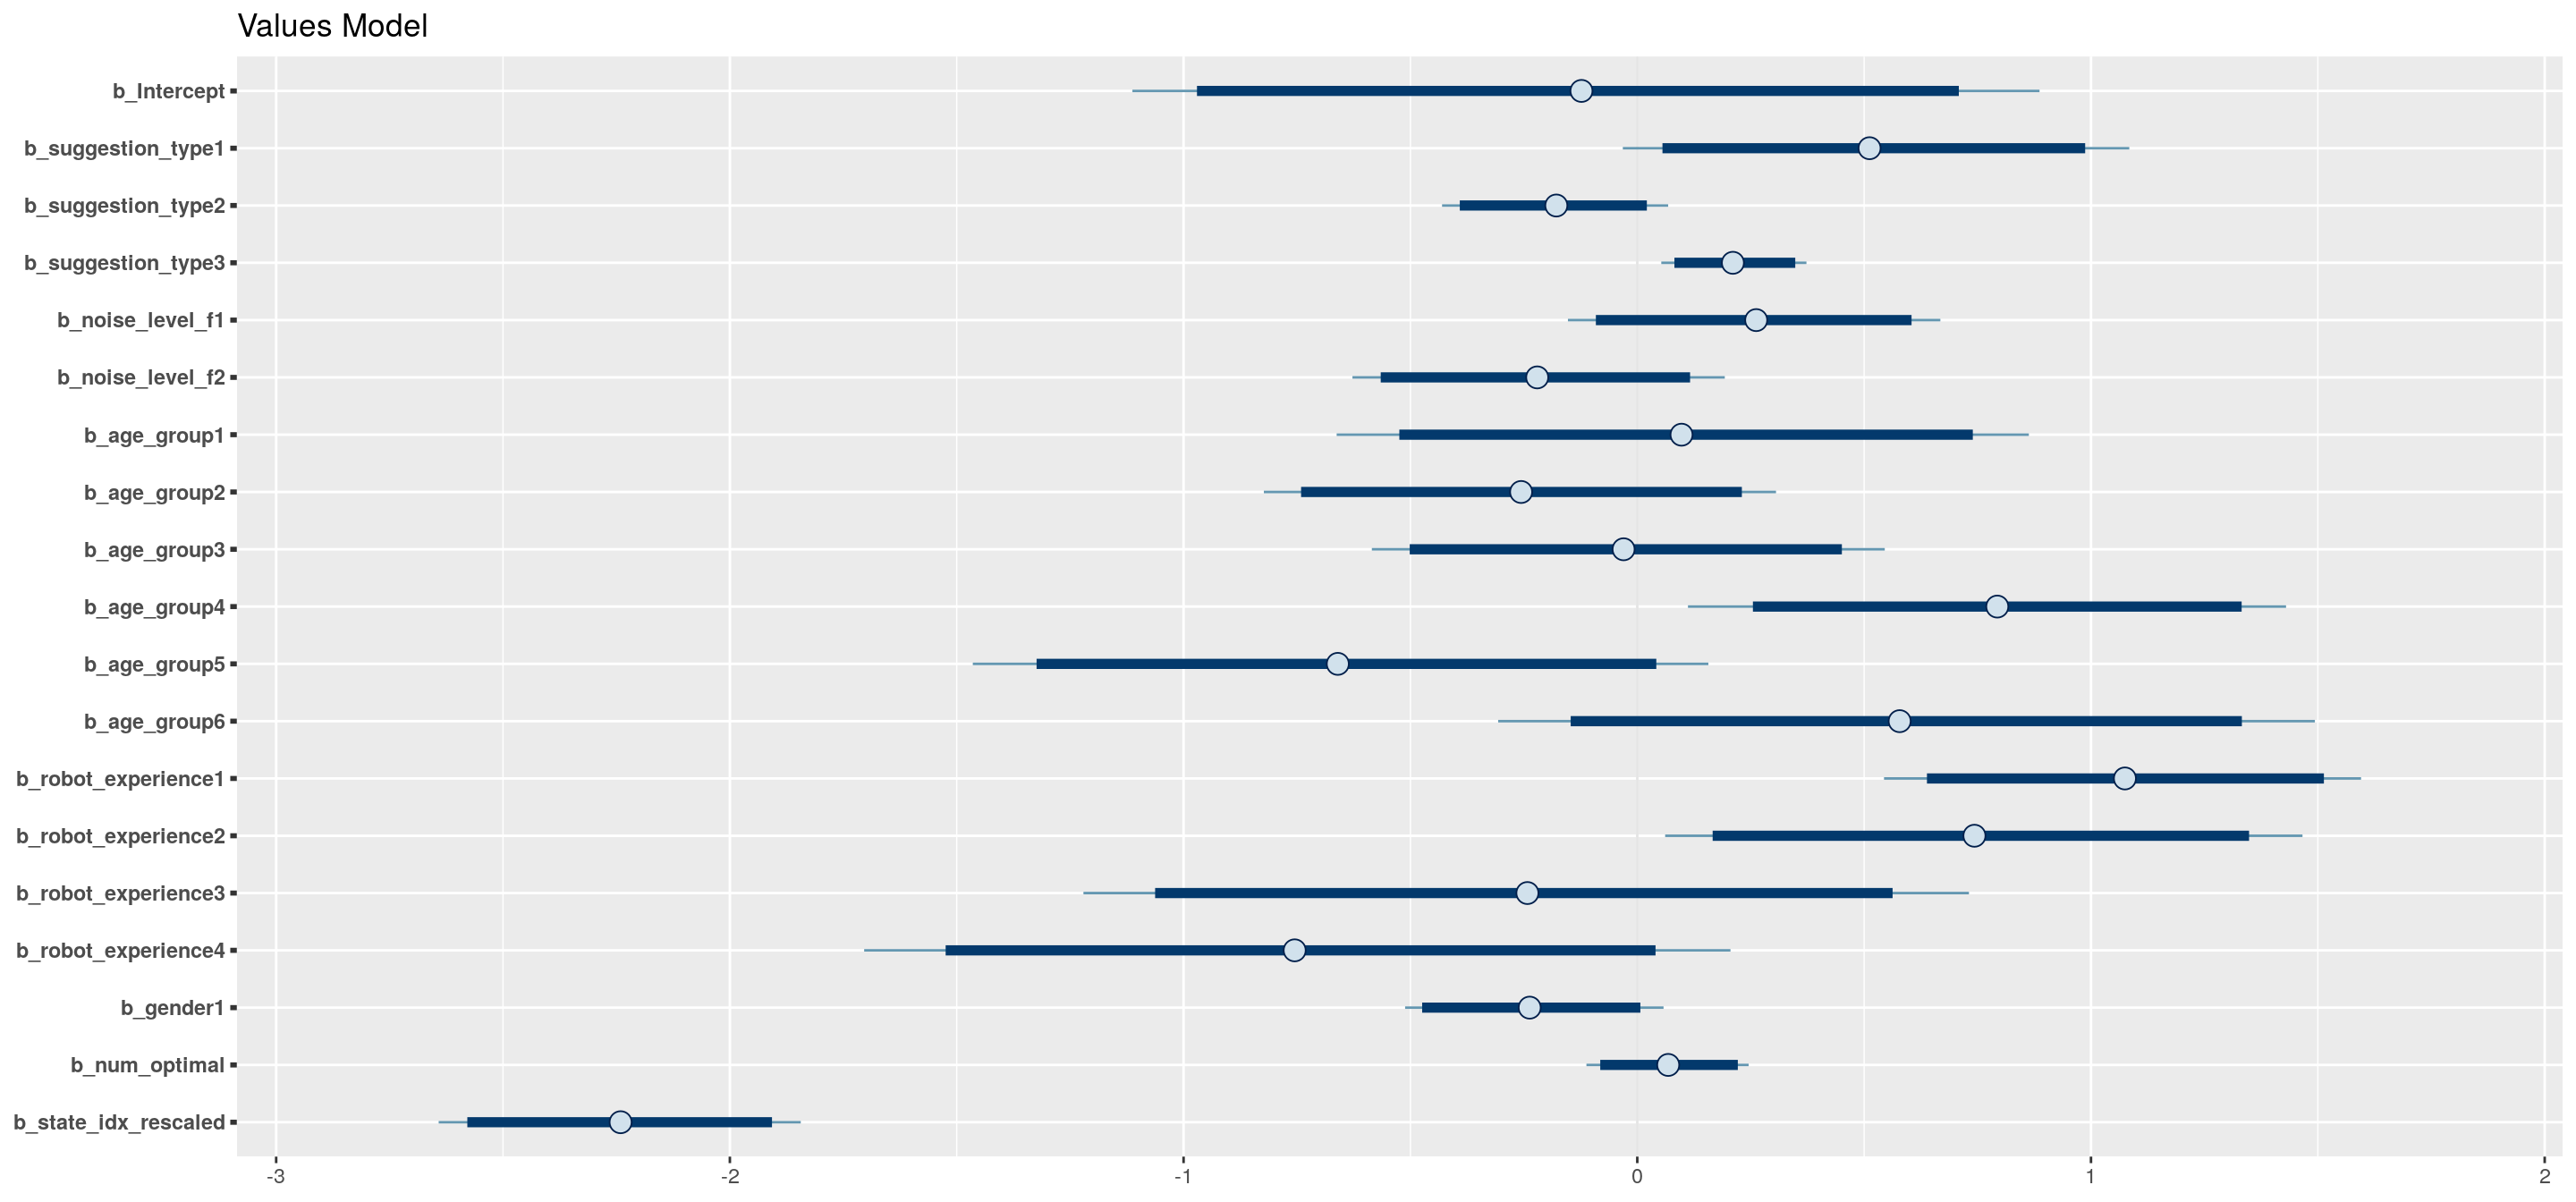 Values Model
b_Intercept
b_suggestion_type1
b_suggestion_type2
b_suggestion_type3
b_noise_level_f1
b_noise_level_f2
b_age_group1
b_age_group2
b_age_group3
b_age_group4
b_age_group5
b_age_group6
b_robot_experience1
b_robot_experience2
b_robot_experience3
b_robot_experience4
b_gender1
b_num_optimal
b_state_idx_rescaled
-3 -2 -1 0 1 2